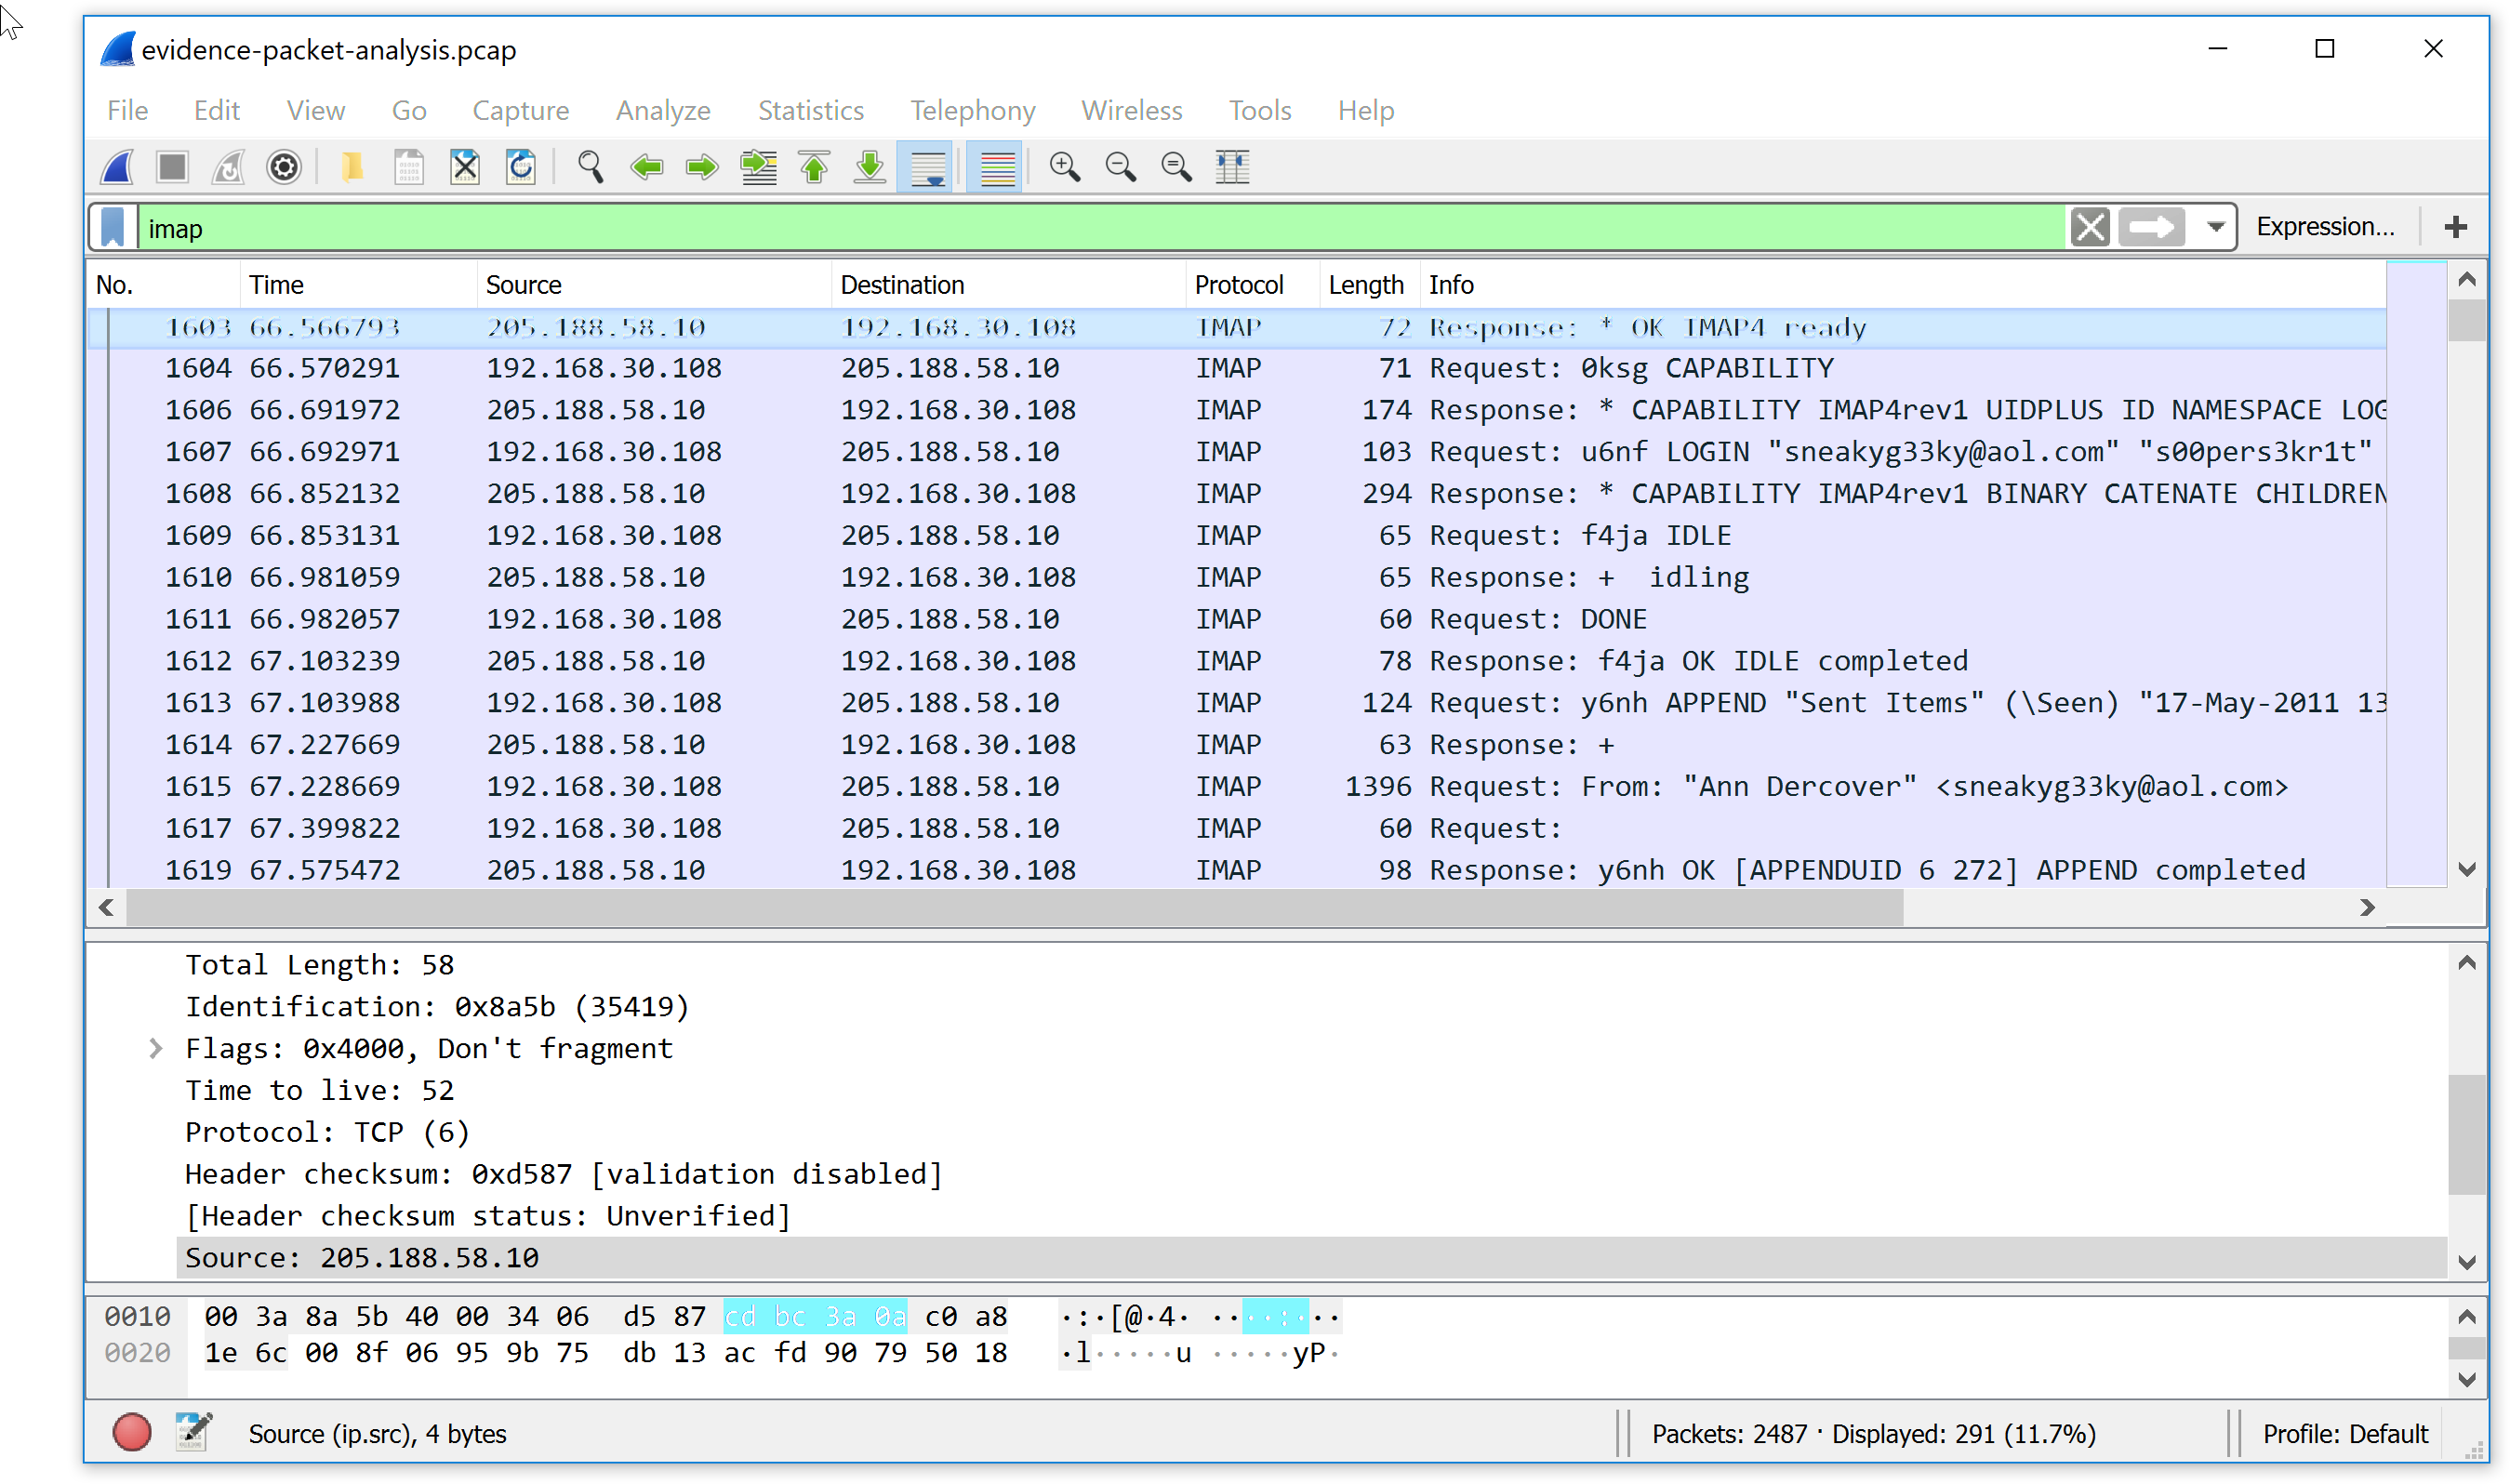 evidence-packet-analysis.pcap
File Edit View Go Capture Analyze Statistics Telephony Wireless Tools Help
imap Expression... +
No. Time Source Destination Protocol Length Info
1603 66.566793 205.188.58.10 192.168.30.108 IMAP 72 Response: * OK IMAP4 ready
1604 66.570291 192.168.30.108 205.188.58.10 IMAP 71 Request: 0ksg CAPABILITY
1606 66.691972 205.188.58.10 192.168.30.108 IMAP 174 Response: * CAPABILITY IMAP4rev1 UIDPLUS ID NAMESPACE LOG
1607 66.692971 192.168.30.108 205.188.58.10 IMAP 103 Request: u6nf LOGIN "sneakyg33ky@aol.com" "s00pers3kr1t"
1608 66.852132 205.188.58.10 192.168.30.108 IMAP 294 Response: * CAPABILITY IMAP4rev1 BINARY CATENATE CHILDREN
1609 66.853131 192.168.30.108 205.188.58.10 IMAP 65 Request: f4ja IDLE
1610 66.981059 205.188.58.10 192.168.30.108 IMAP 65 Response: +  idling
1611 66.982057 192.168.30.108 205.188.58.10 IMAP 60 Request: DONE
1612 67.103239 205.188.58.10 192.168.30.108 IMAP 78 Response: f4ja OK IDLE completed
1613 67.103988 192.168.30.108 205.188.58.10 IMAP 124 Request: y6nh APPEND "Sent Items" (\Seen) "17-May-2011 13
1614 67.227669 205.188.58.10 192.168.30.108 IMAP 63 Response: +
1615 67.228669 192.168.30.108 205.188.58.10 IMAP 1396 Request: From: "Ann Dercover" <sneakyg33ky@aol.com>
1617 67.399822 192.168.30.108 205.188.58.10 IMAP 60 Request:
1619 67.575472 205.188.58.10 192.168.30.108 IMAP 98 Response: y6nh OK [APPENDUID 6 272] APPEND completed
Total Length: 58
Identification: 0x8a5b (35419)
Flags: 0x4000, Don't fragment
Time to live: 52
Protocol: TCP (6)
Header checksum: 0xd587 [validation disabled]
[Header checksum status: Unverified]
Source: 205.188.58.10
0010 00 3a 8a 5b 40 00 34 06 d5 87 cd bc 3a 0a c0 a8 ·:·[@·4· ····:···
0020 1e 6c 00 8f 06 95 9b 75 db 13 ac fd 90 79 50 18 ·l·····u ·····yP·
Source (ip.src), 4 bytes Packets: 2487 · Displayed: 291 (11.7%) Profile: Default